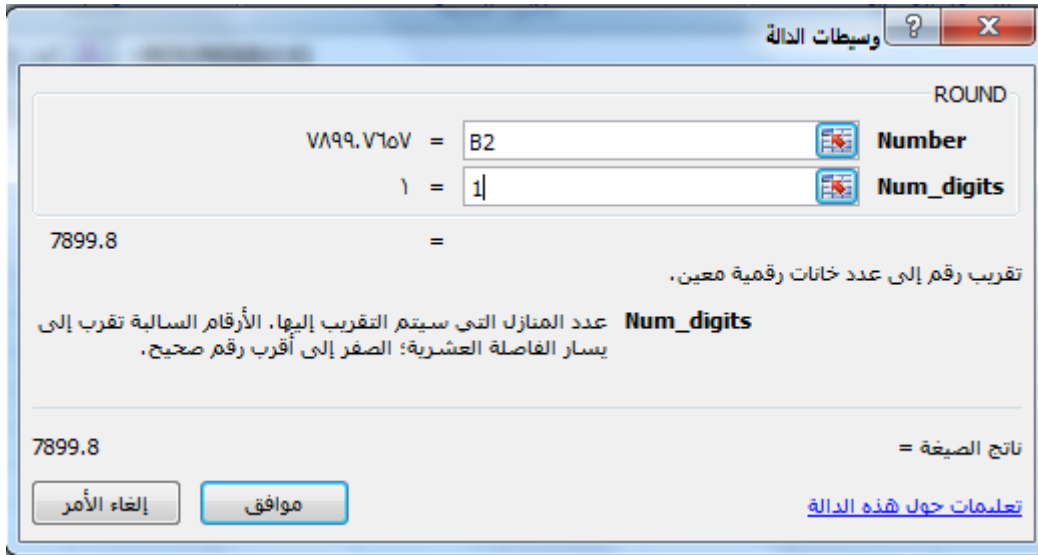 وسيطات الدالة
ROUND
Number B2 = ٧٨٩٩.٧٦٥٧
Num_digits 1 = ١
= 7899.8
تقريب رقم إلى عدد خانات رقمية معين.
Num_digits عدد المنازل التي سيتم التقريب إليها. الأرقام السالبة تقرب إلى
يسار الفاصلة العشرية؛ الصفر إلى أقرب رقم صحيح.
ناتج الصيغة = 7899.8
تعليمات حول هذه الدالة
موافق
إلغاء الأمر